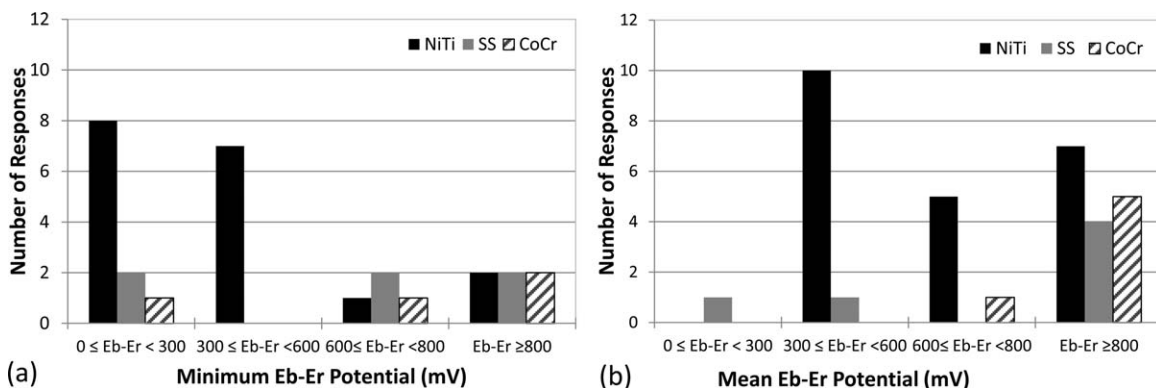 12
10
8
6
4
2
0
Number of Responses
NiTi SS CoCr
0 ≤ Eb-Er < 300 300 ≤ Eb-Er <600 600≤ Eb-Er <800 Eb-Er ≥800
(a) Minimum Eb-Er Potential (mV)
12
10
8
6
4
2
0
Number of Responses
NiTi SS CoCr
0 ≤ Eb-Er < 300 300 ≤ Eb-Er <600 600≤ Eb-Er <800 Eb-Er ≥800
(b) Mean Eb-Er Potential (mV)